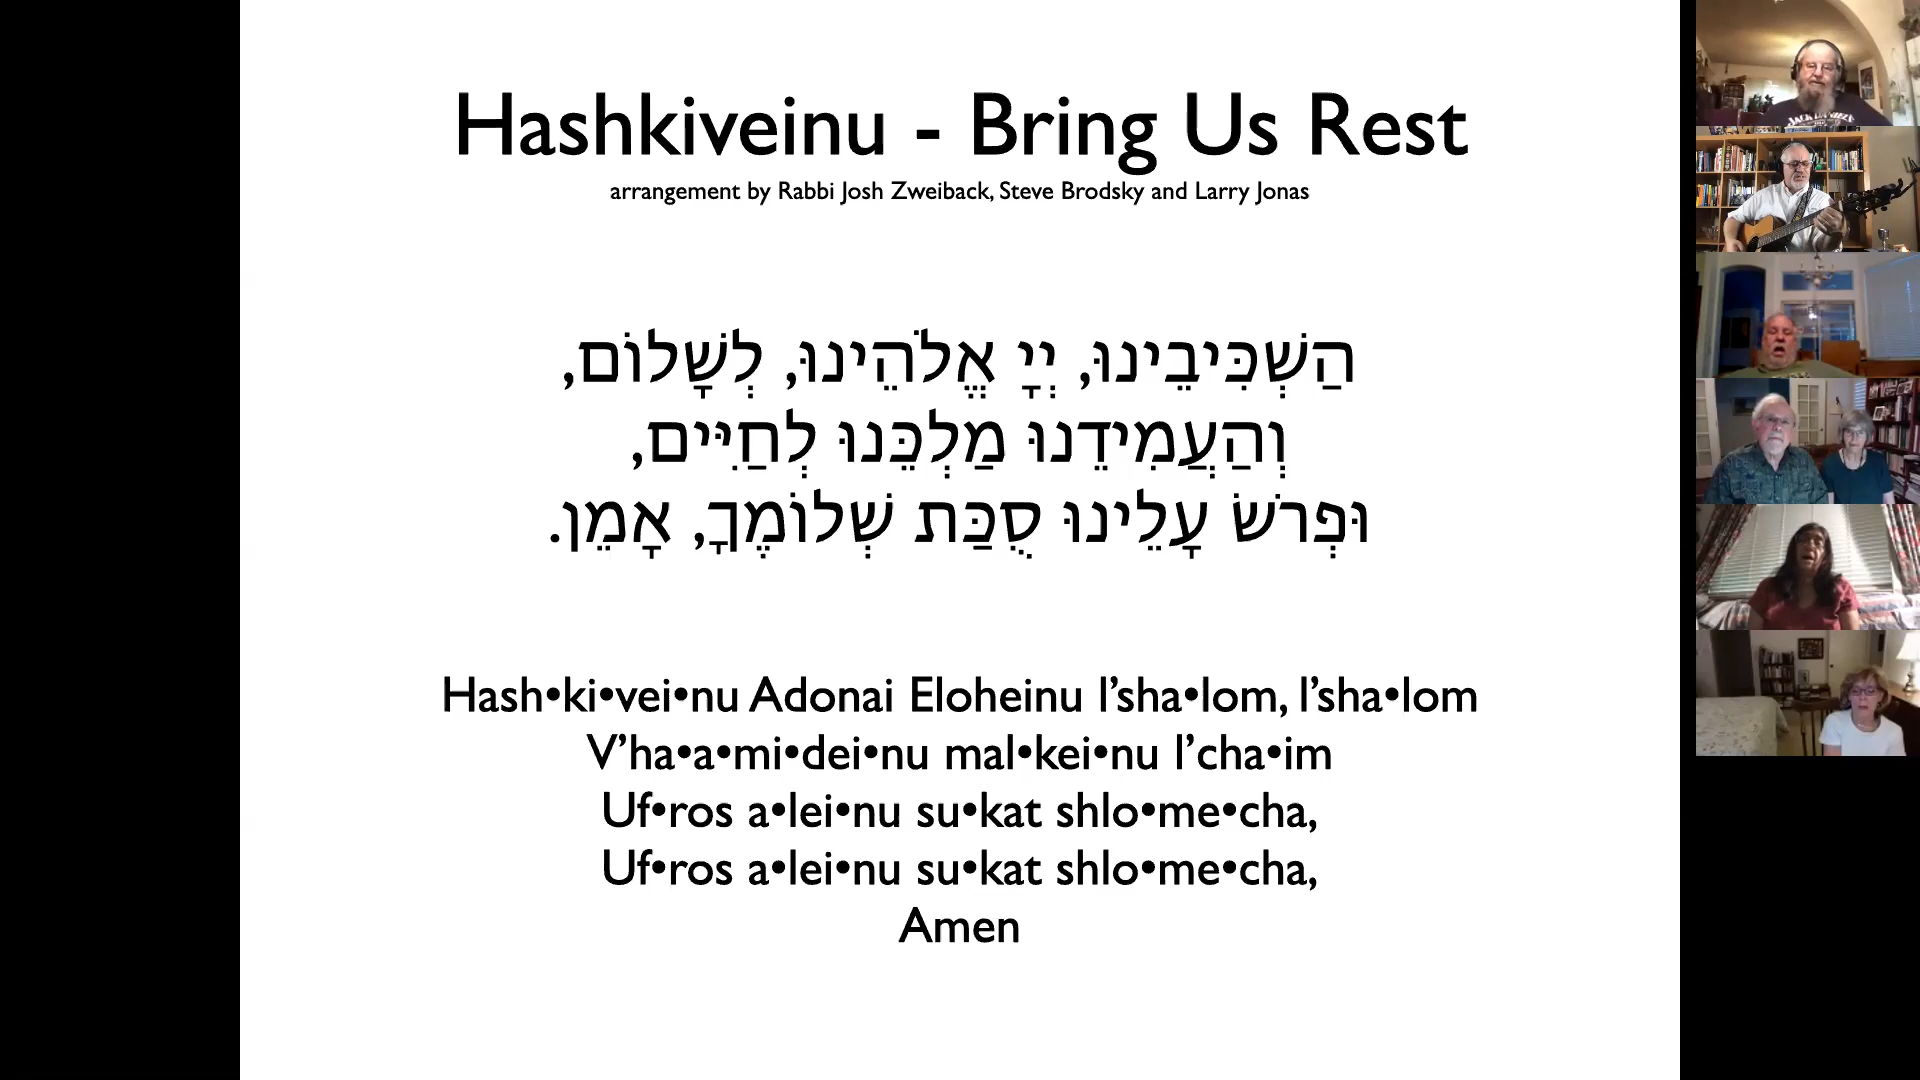 Hashkiveinu - Bring Us Rest
arrangement by Rabbi Josh Zweiback, Steve Brodsky and Larry Jonas
הַשְׁכִּיבֵינוּ, יְיָ אֱלֹהֵינוּ, לְשָׁלוֹם,
וְהַעֲמִידֵנוּ מַלְכֵּנוּ לְחַיִּים,
וּפְרֹשׂ עָלֵינוּ סֻכַּת שְׁלוֹמֶךָ, אָמֵן.
Hash•ki•vei•nu Adonai Eloheinu l’sha•lom, l’sha•lom
V’ha•a•mi•dei•nu mal•kei•nu l’cha•im
Uf•ros a•lei•nu su•kat shlo•me•cha,
Uf•ros a•lei•nu su•kat shlo•me•cha,
Amen
JACK DANIEL'S